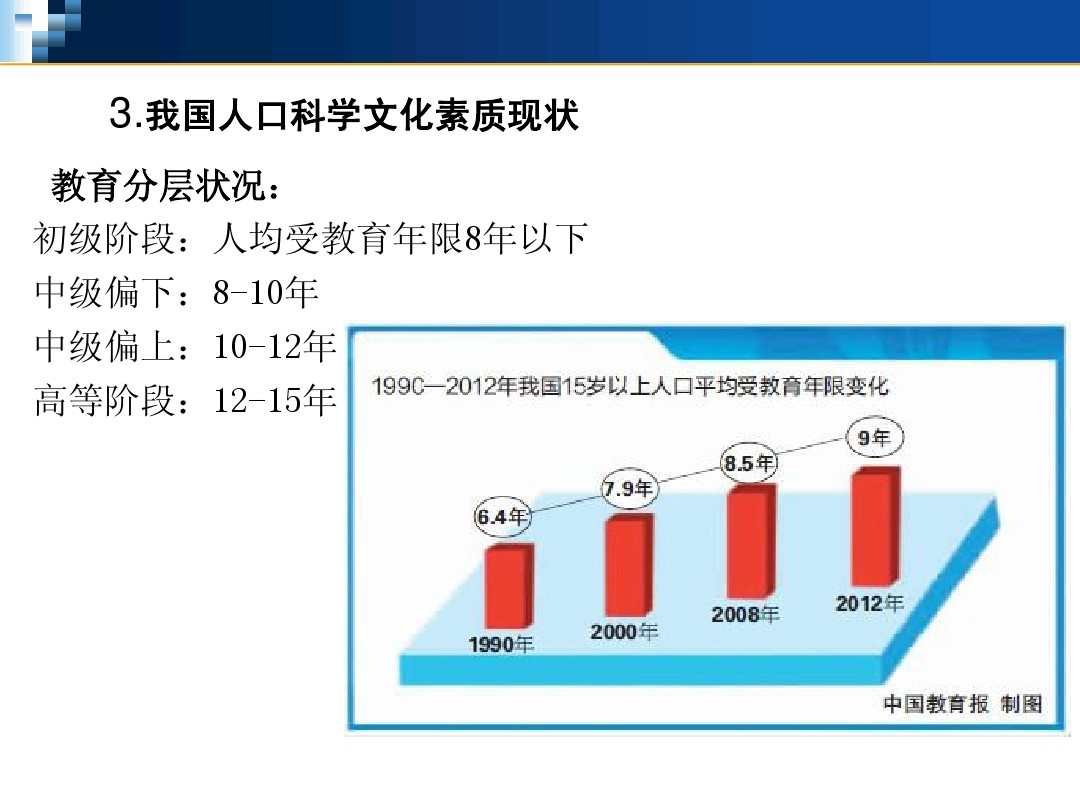 3.我国人口科学文化素质现状
教育分层状况：
初级阶段：人均受教育年限8年以下
中级偏下：8-10年
中级偏上：10-12年
高等阶段：12-15年
1990—2012年我国15岁以上人口平均受教育年限变化
6.4年
7.9年
8.5年
9年
1990年
2000年
2008年
2012年
中国教育报 制图